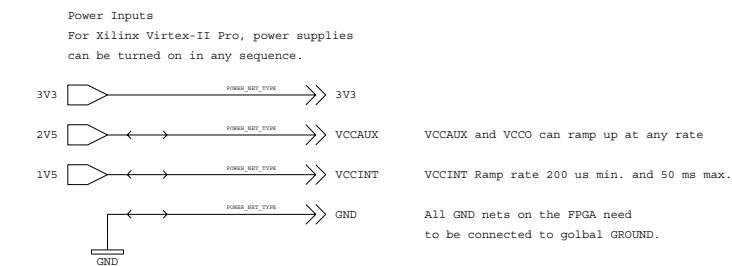 Power Inputs
For Xilinx Virtex-II Pro, power supplies
can be turned on in any sequence.
3V3 POWER_NET_TYPE 3V3
2V5 POWER_NET_TYPE VCCAUX VCCAUX and VCCO can ramp up at any rate
1V5 POWER_NET_TYPE VCCINT VCCINT Ramp rate 200 us min. and 50 ms max.
POWER_NET_TYPE GND All GND nets on the FPGA need
to be connected to golbal GROUND.
GND